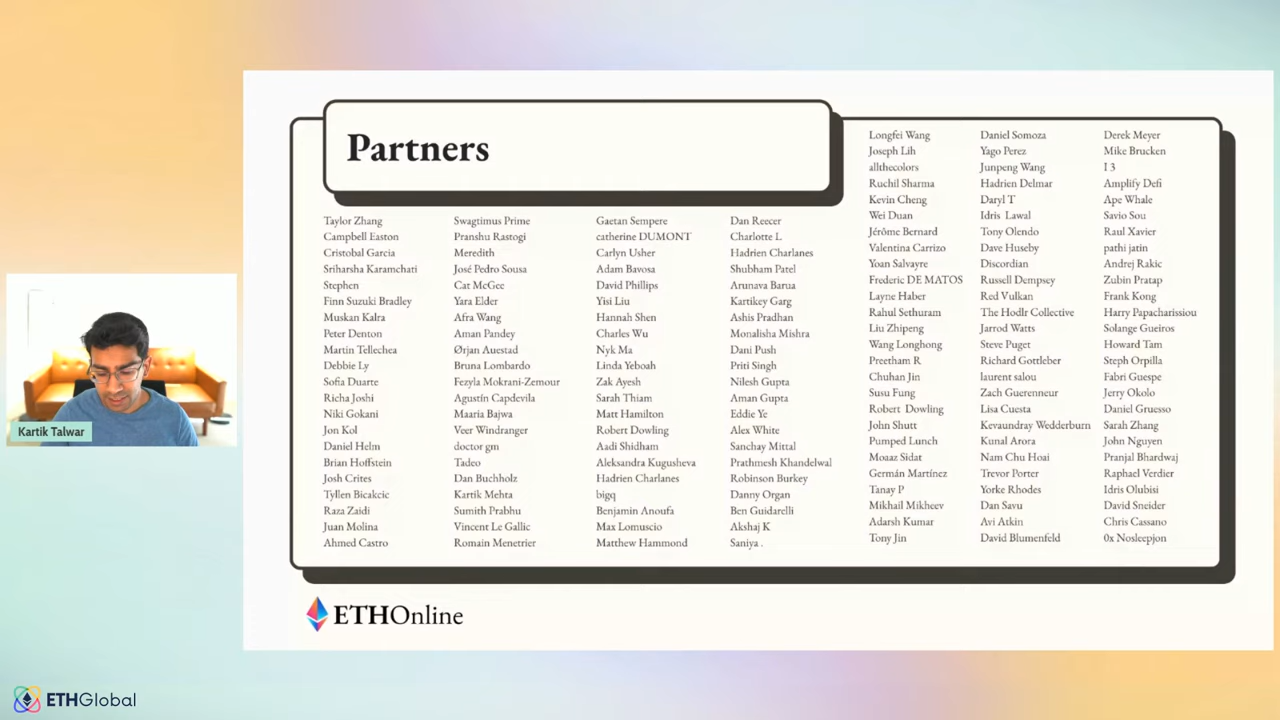 Partners
Taylor Zhang
Campbell Easton
Cristobal Garcia
Sriharsha Karamchati
Stephen
Finn Suzuki Bradley
Muskan Kalra
Peter Denton
Martin Tellechea
Debbie Ly
Sofia Duarte
Richa Joshi
Niki Gokani
Jon Kol
Daniel Helm
Brian Hoffstein
Josh Crites
Tyllen Bicakcic
Raza Zaidi
Juan Molina
Ahmed Castro
Swagtimus Prime
Pranshu Rastogi
Meredith
José Pedro Sousa
Cat McGee
Yara Elder
Afra Wang
Aman Pandey
Ørjan Auestad
Bruna Lombardo
Fezyla Mokrani-Zemour
Agustín Capdevila
Maaria Bajwa
Veer Windranger
doctor gm
Tadeo
Dan Buchholz
Kartik Mehta
Sumith Prabhu
Vincent Le Gallic
Romain Menetrier
Gaetan Sempere
catherine DUMONT
Carlyn Usher
Adam Bavosa
David Phillips
Yisi Liu
Hannah Shen
Charles Wu
Nyk Ma
Linda Yeboah
Zak Ayesh
Sarah Thiam
Matt Hamilton
Robert Dowling
Aadi Shidham
Aleksandra Kugusheva
Hadrien Charlanes
bigq
Benjamin Anoufa
Max Lomuscio
Matthew Hammond
Dan Reecer
Charlotte L
Hadrien Charlanes
Shubham Patel
Arunava Barua
Kartikey Garg
Ashis Pradhan
Monalisha Mishra
Dani Push
Priti Singh
Nilesh Gupta
Aman Gupta
Eddie Ye
Alex White
Sanchay Mittal
Prathmesh Khandelwal
Robinson Burkey
Danny Organ
Ben Guidarelli
Akshaj K
Saniya .
Longfei Wang
Joseph Lih
allthecolors
Ruchil Sharma
Kevin Cheng
Wei Duan
Jérôme Bernard
Valentina Carrizo
Yoan Salvayre
Frederic DE MATOS
Layne Haber
Rahul Sethuram
Liu Zhipeng
Wang Longhong
Preetham R
Chuhan Jin
Susu Fung
Robert Dowling
John Shutt
Pumped Lunch
Moaaz Sidat
Germán Martínez
Tanay P
Mikhail Mikheev
Adarsh Kumar
Tony Jin
Daniel Somoza
Yago Perez
Junpeng Wang
Hadrien Delmar
Daryl T
Idris Lawal
Tony Olendo
Dave Huseby
Discordian
Russell Dempsey
Red Vulkan
The Hodlr Collective
Jarrod Watts
Steve Puget
Richard Gottleber
laurent salou
Zach Guerenneur
Lisa Cuesta
Kevaundray Wedderburn
Kunal Arora
Nam Chu Hoai
Trevor Porter
Yorke Rhodes
Dan Savu
Avi Atkin
David Blumenfeld
Derek Meyer
Mike Brucken
I 3
Amplify Defi
Ape Whale
Savio Sou
Raul Xavier
pathi jatin
Andrej Rakic
Zubin Pratap
Frank Kong
Harry Papacharissiou
Solange Gueiros
Howard Tam
Steph Orpilla
Fabri Guespe
Jerry Okolo
Daniel Gruesso
Sarah Zhang
John Nguyen
Pranjal Bhardwaj
Raphael Verdier
Idris Olubisi
David Sneider
Chris Cassano
0x Nosleepjon
Kartik Talwar
ETHOnline
ETHGlobal